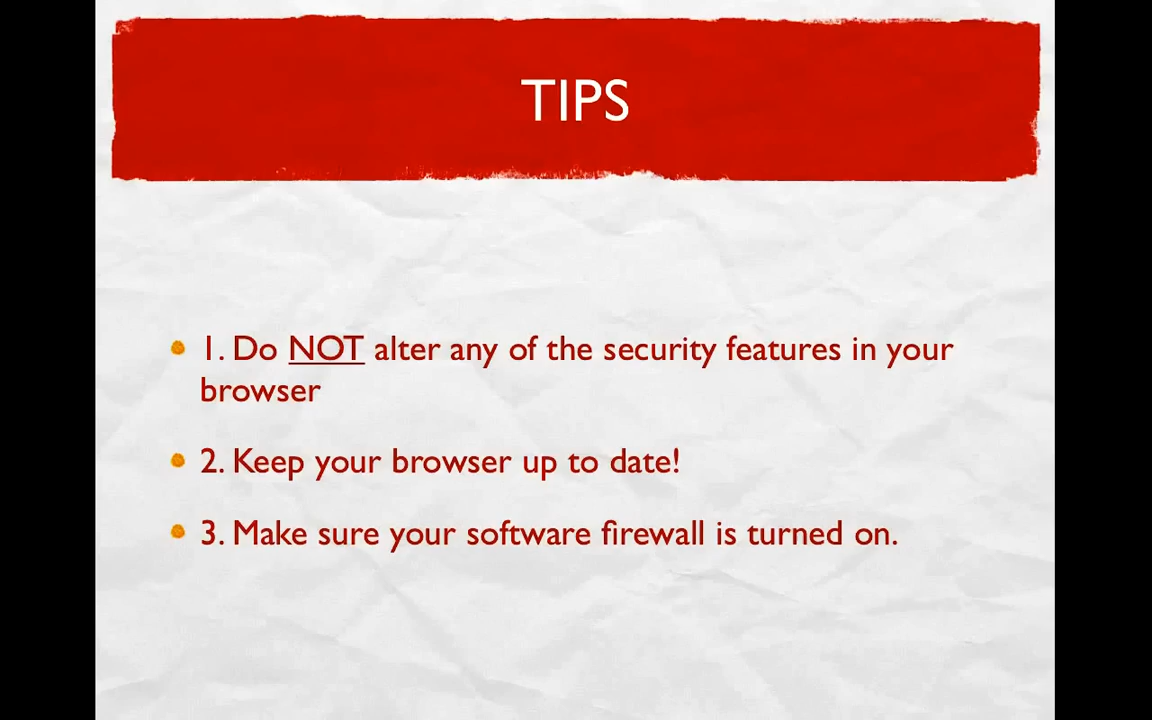 TIPS
1. Do NOT alter any of the security features in your
browser
2. Keep your browser up to date!
3. Make sure your software firewall is turned on.